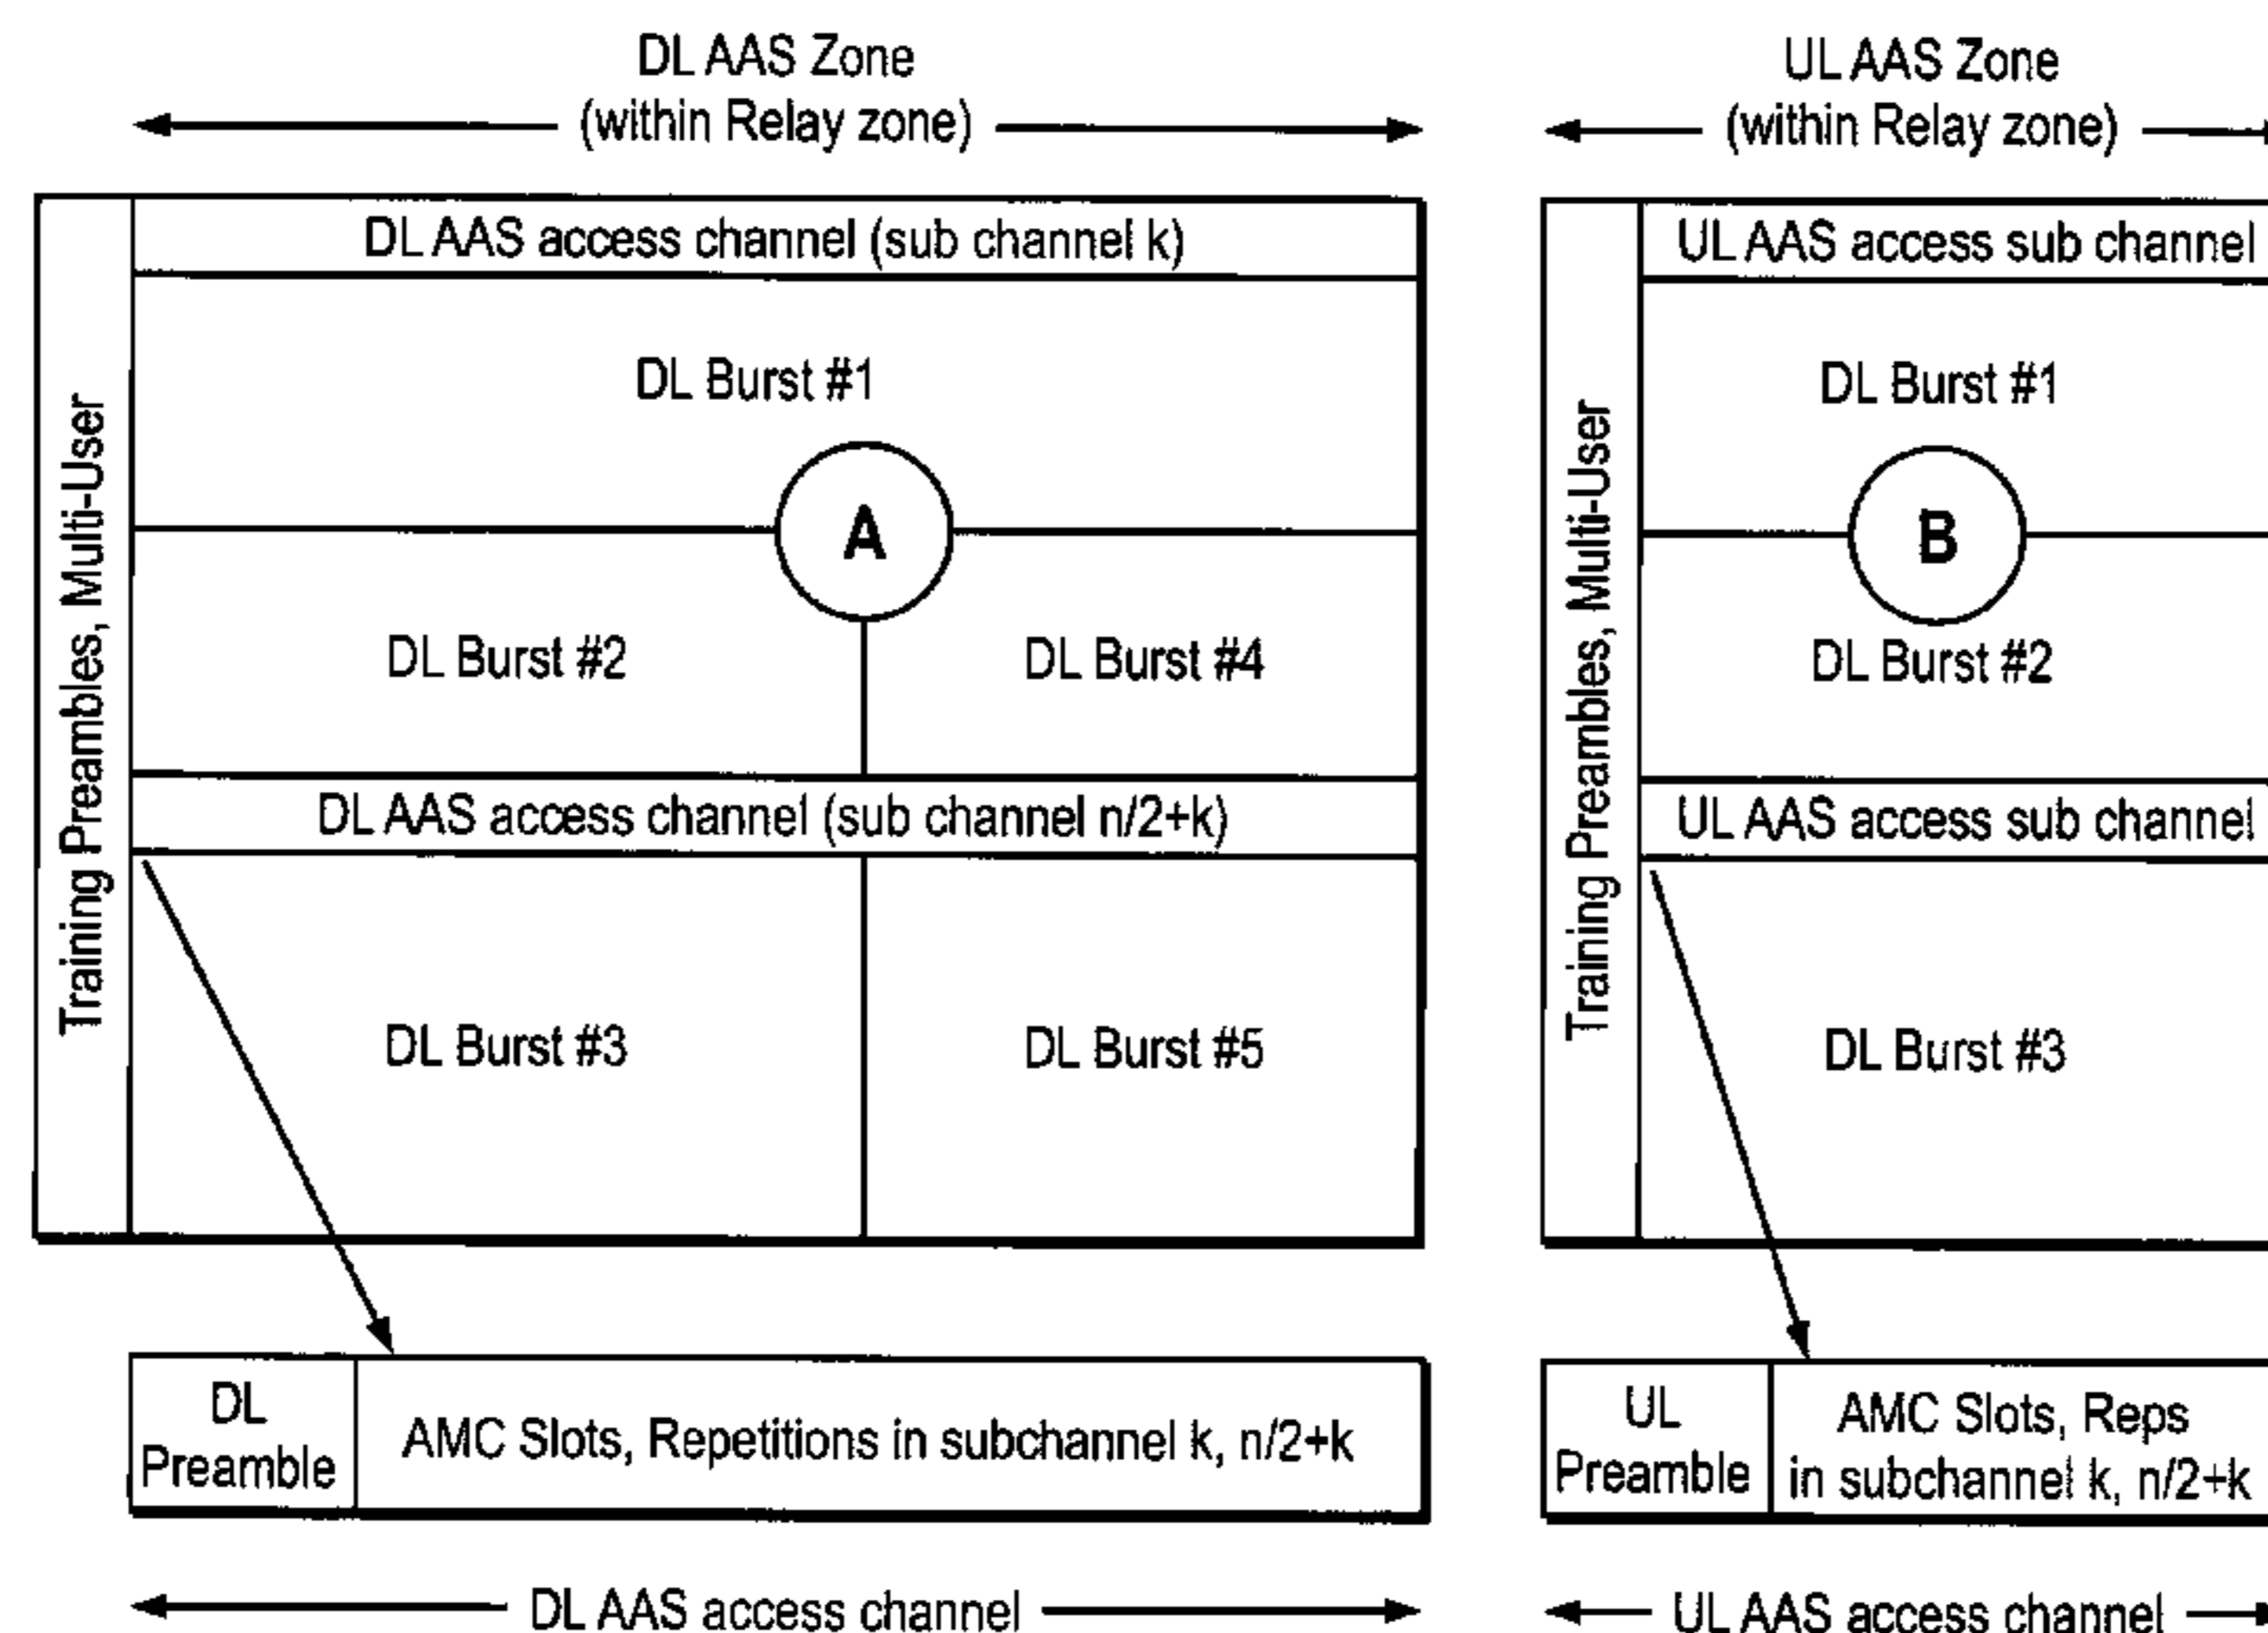 DL AAS Zone
(within Relay zone)
DL AAS access channel (sub channel k)
Training Preambles, Multi-User
DL Burst #1
A
DL Burst #2
DL Burst #4
DL AAS access channel (sub channel n/2+k)
DL Burst #3
DL Burst #5
DL
Preamble
AMC Slots, Repetitions in subchannel k, n/2+k
DL AAS access channel
UL AAS Zone
(within Relay zone)
UL AAS access sub channel
Training Preambles, Multi-User
DL Burst #1
B
DL Burst #2
UL AAS access sub channel
DL Burst #3
UL
Preamble
AMC Slots, Reps
in subchannel k, n/2+k
UL AAS access channel